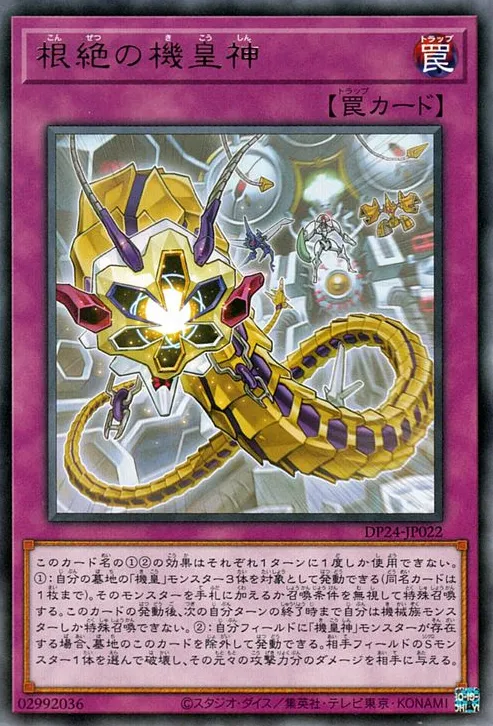 根絶の機皇神
罠
【罠カード】
DP24-JP022
このカード名の①②の効果はそれぞれ1ターンに1度しか使用できない。
①：自分の墓地の「機皇」モンスター3体を対象として発動できる(同名カードは
1枚まで)。そのモンスターを手札に加えるか召喚条件を無視して特殊召喚
する。このカードの発動後、次の自分ターンの終了時まで自分は機械族モン
スターしか特殊召喚できない。②：自分フィールドに「機皇神」モンスターが存在
する場合、墓地のこのカードを除外して発動できる。相手フィールドのSモン
スター1体を選んで破壊し、その元々の攻撃力分のダメージを相手に与える。
02992036
©スタジオ・ダイス／集英社・テレビ東京・KONAMI